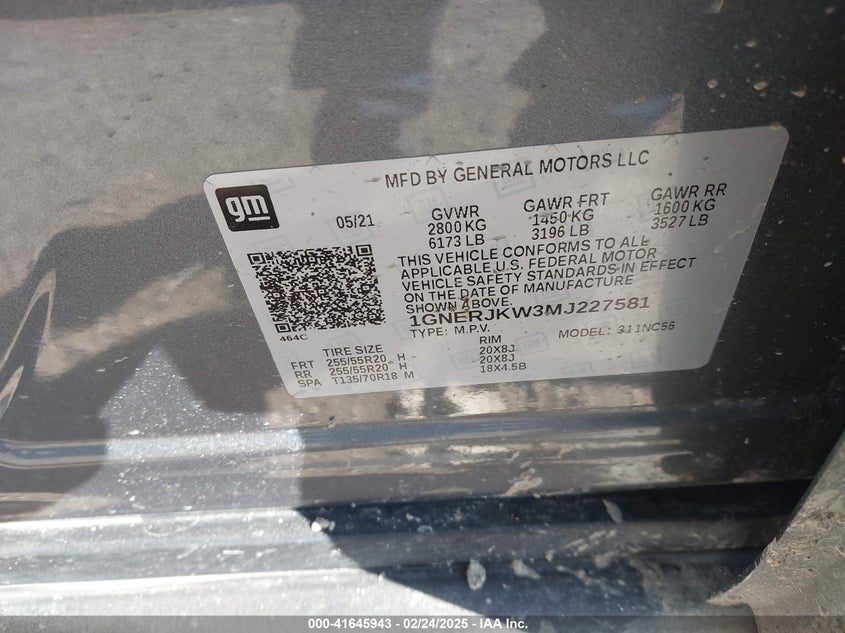 gm
MFD BY GENERAL MOTORS LLC
05/21
GVWR
2800 KG
6173 LB
GAWR FRT
1450 KG
3196 LB
GAWR RR
1600 KG
3527 LB
THIS VEHICLE CONFORMS TO ALL
APPLICABLE U.S. FEDERAL MOTOR
VEHICLE SAFETY STANDARDS IN EFFECT
ON THE DATE OF MANUFACTURE
SHOWN ABOVE.
1GNERJKW3MJ227581
TYPE: M.P.V.
MODEL: 311NC56
464C
TIRE SIZE RIM
FRT 255/55R20 H 20X8J
RR 255/55R20 H 20X8J
SPA T135/70R18 M 18X4.5B
000-41645943 / 02/24/2025 - IAA Inc.